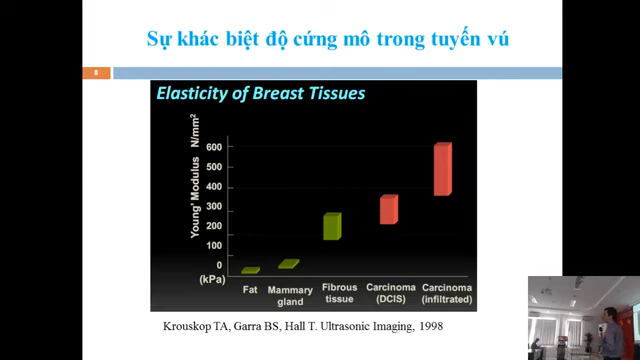 Sự khác biệt độ cứng mô trong tuyến vú
8
Elasticity of Breast Tissues
Young' Modulus N/mm²
600
500
400
300
200
100
0
(kPa)
Fat
Mammary gland
Fibrous tissue
Carcinoma (DCIS)
Carcinoma (infiltrated)
Krouskop TA, Garra BS, Hall T. Ultrasonic Imaging, 1998